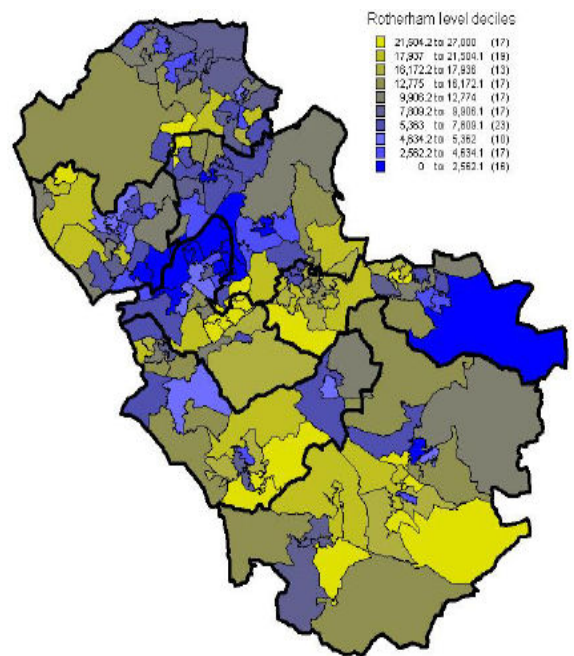 Rotherham level deciles
21,504.2 to 27,000 (17)
17,937 to 21,504.1 (19)
16,172.2 to 17,936 (13)
12,775 to 16,172.1 (17)
9,906.2 to 12,774 (17)
7,809.2 to 9,906.1 (17)
5,363 to 7,809.1 (23)
4,634.2 to 5,362 (10)
2,562.2 to 4,634.1 (17)
0 to 2,562.1 (16)